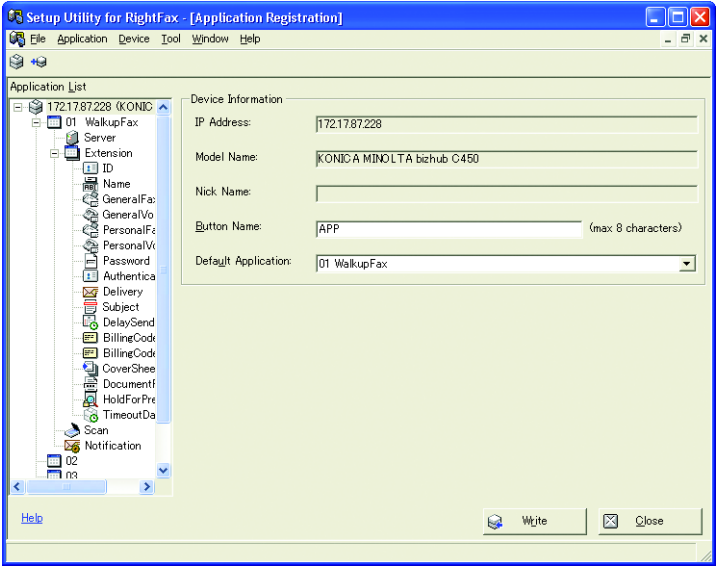 Setup Utility for RightFax - [Application Registration]
File Application Device Tool Window Help
Application List
172.17.87.228 (KONIC
01 WalkupFax
Server
Extension
ID
Name
GeneralFa
GeneralVo
PersonalFa
PersonalVo
Password
Authentica
Delivery
Subject
DelaySend
BillingCode
BillingCode
CoverShee
DocumentF
HoldForPre
TimeoutDa
Scan
Notification
02
03
Device Information
IP Address: 172.17.87.228
Model Name: KONICA MINOLTA bizhub C450
Nick Name:
Button Name: APP (max 8 characters)
Default Application: 01 WalkupFax
Help
Write Close